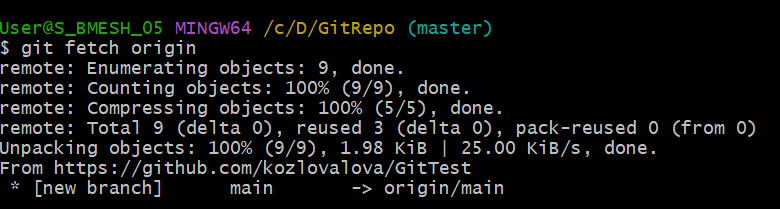 User@S_BMESH_05 MINGW64 /c/D/GitRepo (master)
$ git fetch origin
remote: Enumerating objects: 9, done.
remote: Counting objects: 100% (9/9), done.
remote: Compressing objects: 100% (5/5), done.
remote: Total 9 (delta 0), reused 3 (delta 0), pack-reused 0 (from 0)
Unpacking objects: 100% (9/9), 1.98 KiB | 25.00 KiB/s, done.
From https://github.com/kozlovalova/GitTest
 * [new branch]      main       -> origin/main